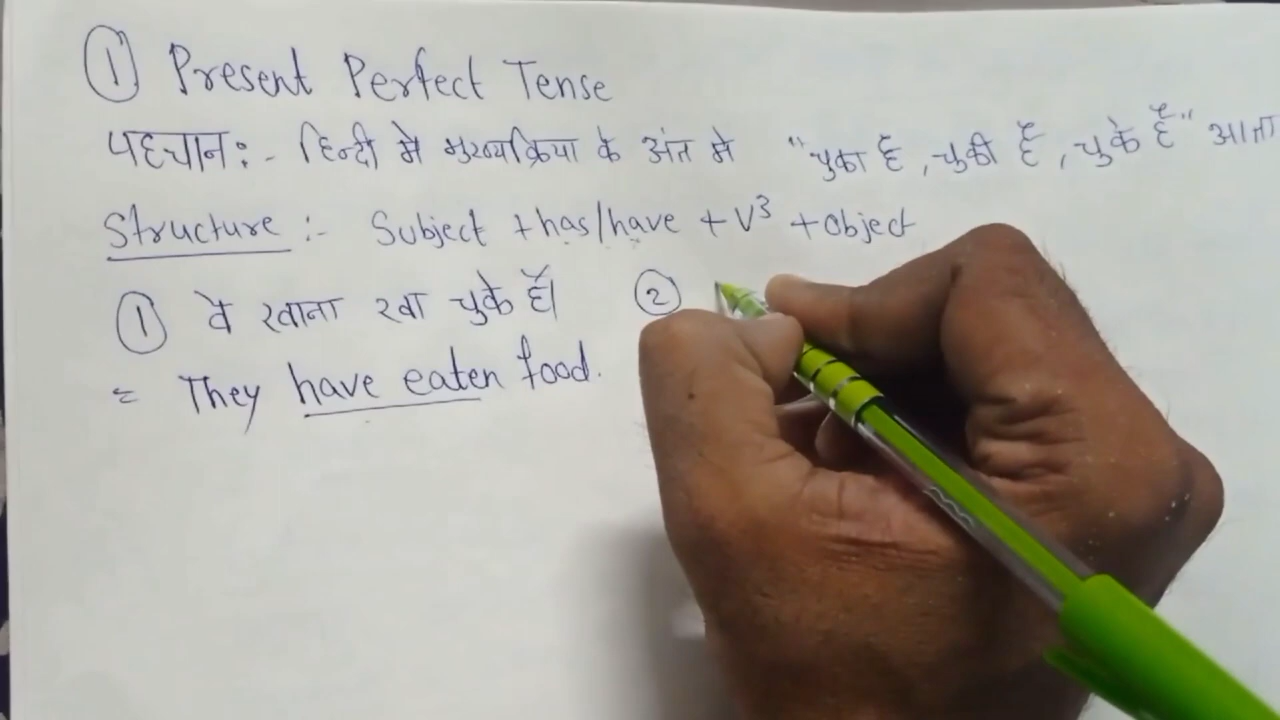 ① Present Perfect Tense
पहचान:- हिन्दी मे मुख्यक्रिया के अंत मे "चुका है, चुकी है, चुके है" आता
Structure :- Subject + has/have + V³ + Object
① वे खाना खा चुके हैं। ②
= They have eaten food.